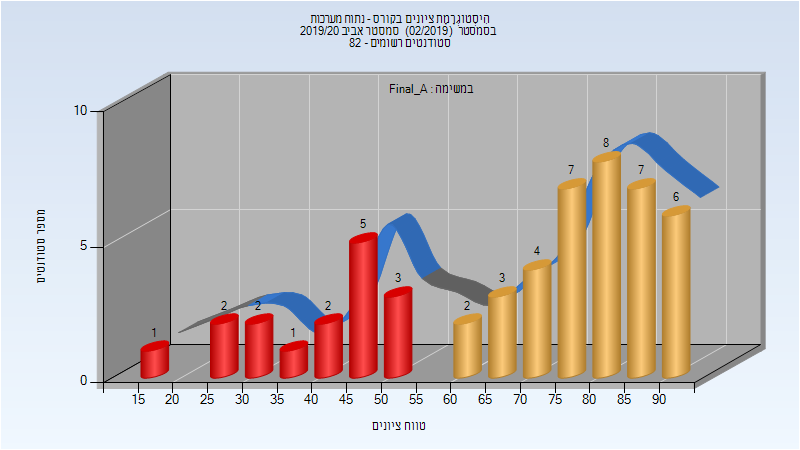 היסטוגרמת ציונים בקורס - נתוח מערכות
בסמסטר (02/2019) סמסטר אביב 2019/20
סטודנטים רשומים - 82
במשימה : Final_A
מספר סטודנטים
10
5
0
1
2
2
1
2
5
3
2
3
4
7
8
7
6
15 20 25 30 35 40 45 50 55 60 65 70 75 80 85 90
טווח ציונים